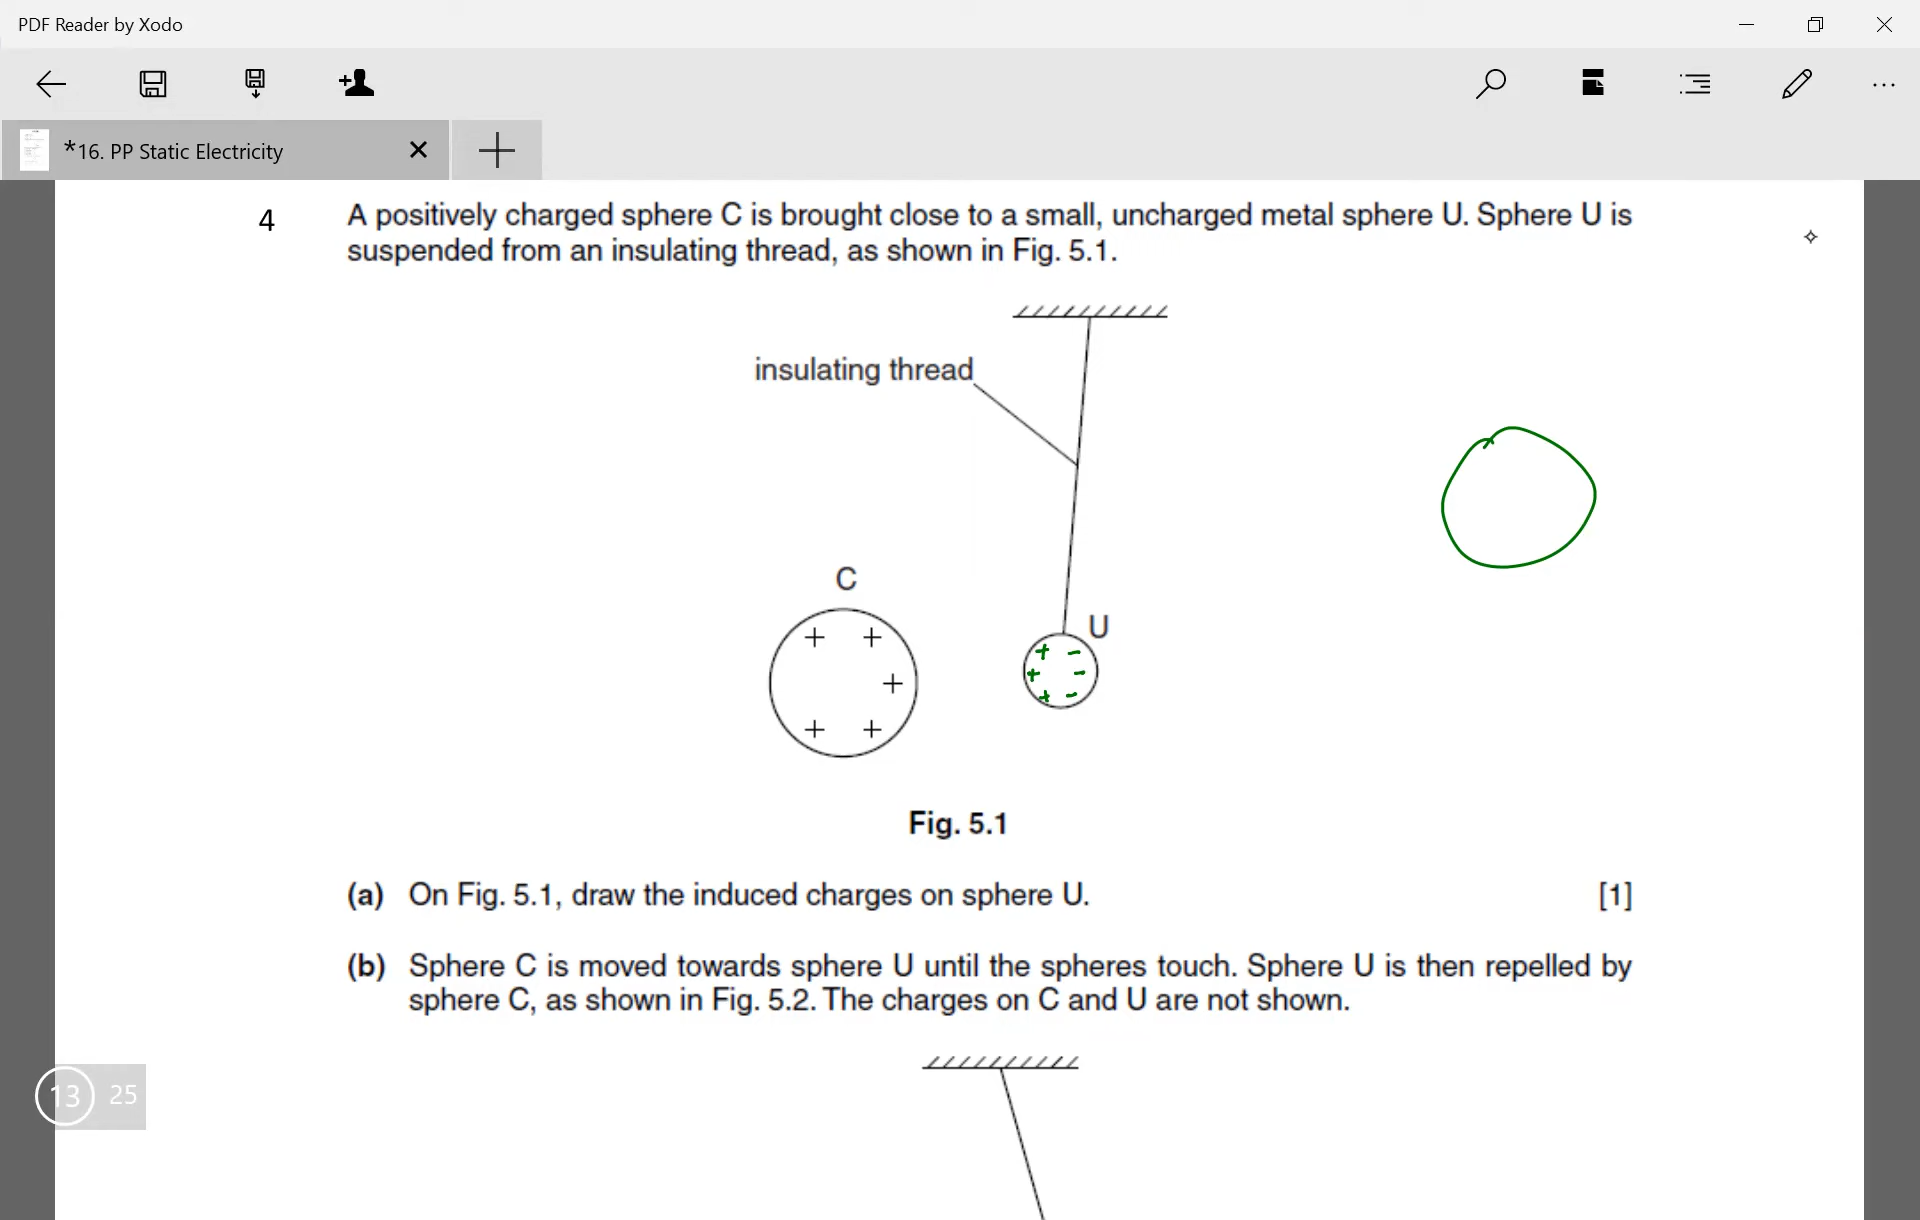 PDF Reader by Xodo
*16. PP Static Electricity
4 A positively charged sphere C is brought close to a small, uncharged metal sphere U. Sphere U is
suspended from an insulating thread, as shown in Fig. 5.1.
insulating thread
C
U
+ +
+
+ +
+ -
+ -
+ -
Fig. 5.1
(a) On Fig. 5.1, draw the induced charges on sphere U. [1]
(b) Sphere C is moved towards sphere U until the spheres touch. Sphere U is then repelled by
sphere C, as shown in Fig. 5.2. The charges on C and U are not shown.
13 25